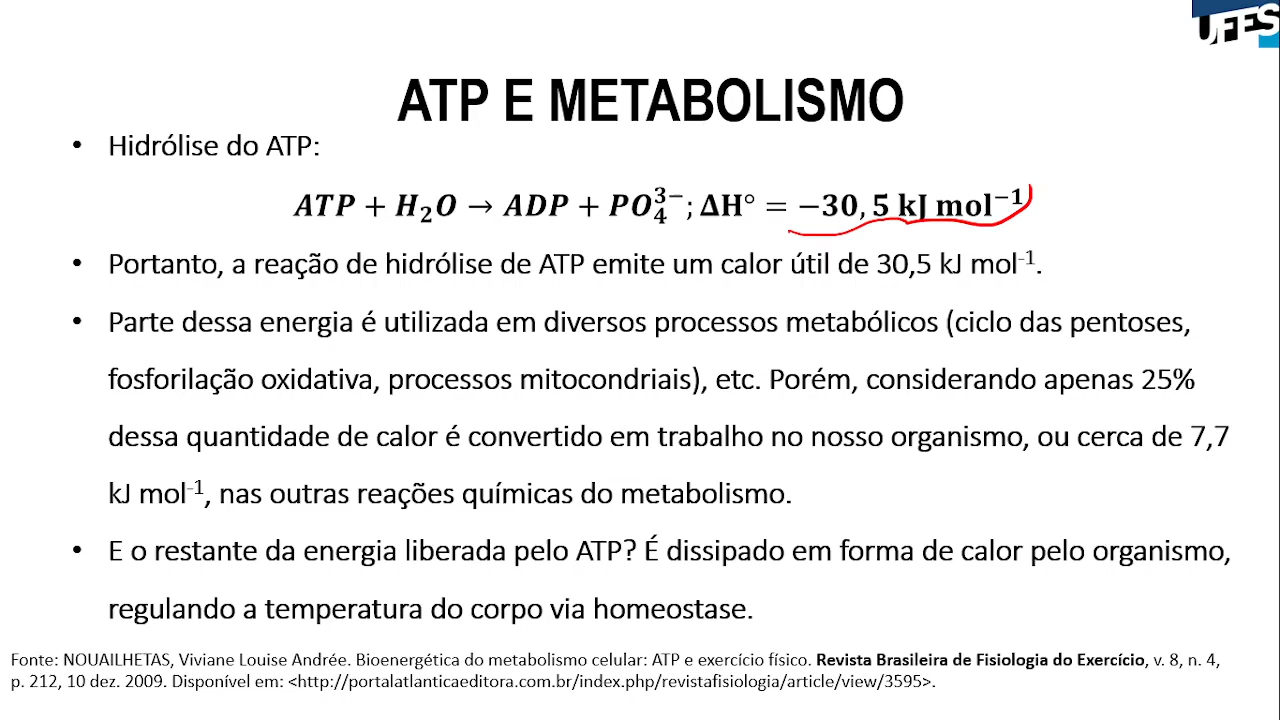 UFES
ATP E METABOLISMO
• Hidrólise do ATP:
ATP + H₂O → ADP + PO₄³⁻; ΔH° = −30, 5 kJ mol⁻¹
• Portanto, a reação de hidrólise de ATP emite um calor útil de 30,5 kJ mol⁻¹.
• Parte dessa energia é utilizada em diversos processos metabólicos (ciclo das pentoses,
fosforilação oxidativa, processos mitocondriais), etc. Porém, considerando apenas 25%
dessa quantidade de calor é convertido em trabalho no nosso organismo, ou cerca de 7,7
kJ mol⁻¹, nas outras reações químicas do metabolismo.
• E o restante da energia liberada pelo ATP? É dissipado em forma de calor pelo organismo,
regulando a temperatura do corpo via homeostase.
Fonte: NOUAILHETAS, Viviane Louise Andrée. Bioenergética do metabolismo celular: ATP e exercício físico. Revista Brasileira de Fisiologia do Exercício, v. 8, n. 4,
p. 212, 10 dez. 2009. Disponível em: <http://portalatlanticaeditora.com.br/index.php/revistafisiologia/article/view/3595>.